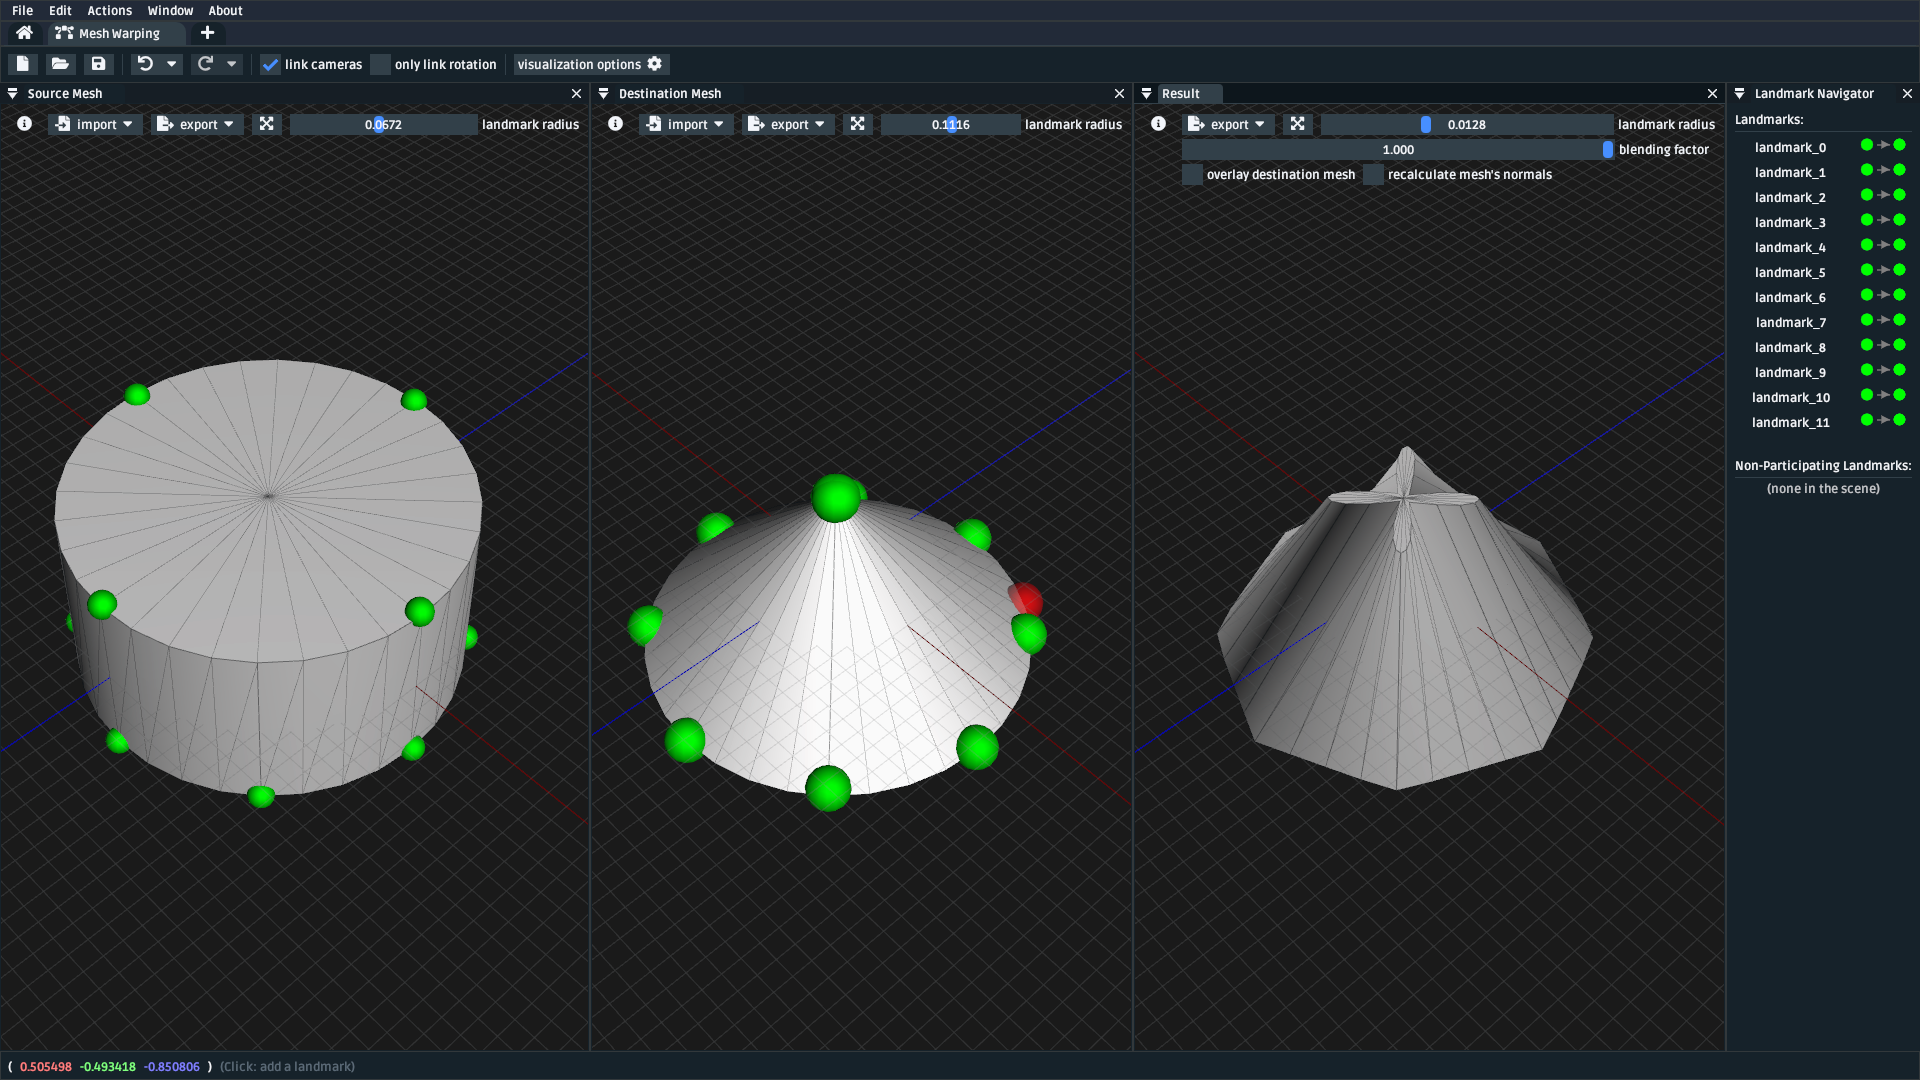 File Edit Actions Window About
Mesh Warping
link cameras only link rotation visualization options
Source Mesh
import export 0.0672 landmark radius
Destination Mesh
import export 0.1116 landmark radius
Result
export 0.0128 landmark radius
1.000 blending factor
overlay destination mesh recalculate mesh's normals
Landmark Navigator
Landmarks:
landmark_0
landmark_1
landmark_2
landmark_3
landmark_4
landmark_5
landmark_6
landmark_7
landmark_8
landmark_9
landmark_10
landmark_11
Non-Participating Landmarks:
(none in the scene)
( 0.505498 -0.493418 -0.850806 ) (Click: add a landmark)